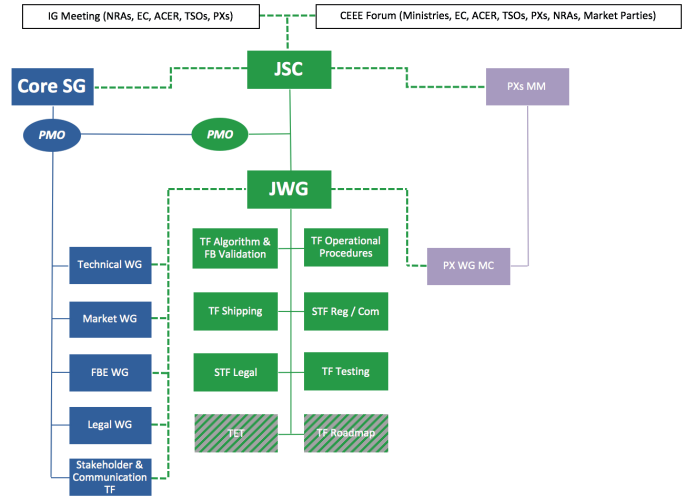 IG Meeting (NRAs, EC, ACER, TSOs, PXs)
CEEE Forum (Ministries, EC, ACER, TSOs, PXs, NRAs, Market Parties)
JSC
Core SG
PXs MM
PMO
PMO
JWG
TF Algorithm &
FB Validation
TF Operational
Procedures
Technical WG
PX WG MC
Market WG
TF Shipping
STF Reg / Com
FBE WG
STF Legal
TF Testing
Legal WG
TET
TF Roadmap
Stakeholder &
Communication
TF